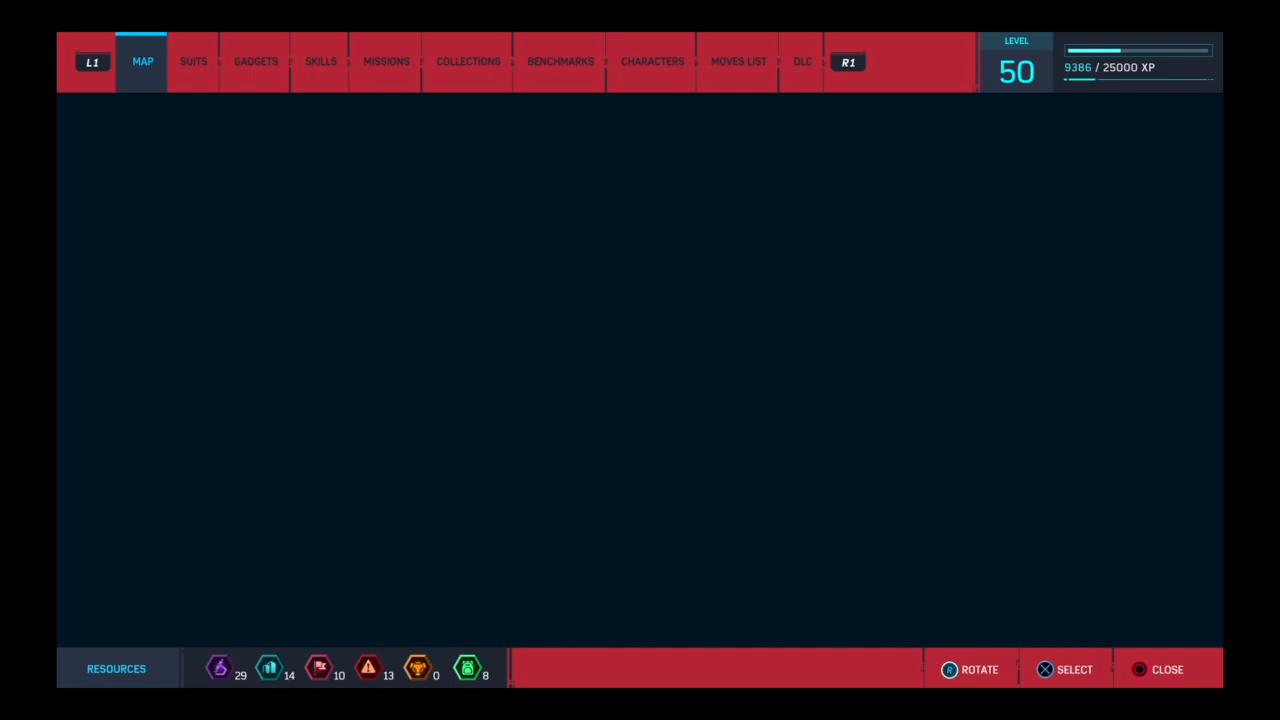 L1 MAP SUITS GADGETS SKILLS MISSIONS COLLECTIONS BENCHMARKS CHARACTERS MOVES LIST DLC R1
LEVEL
50
9386 / 25000 XP
RESOURCES 29 14 10 13 0 8
R ROTATE SELECT CLOSE